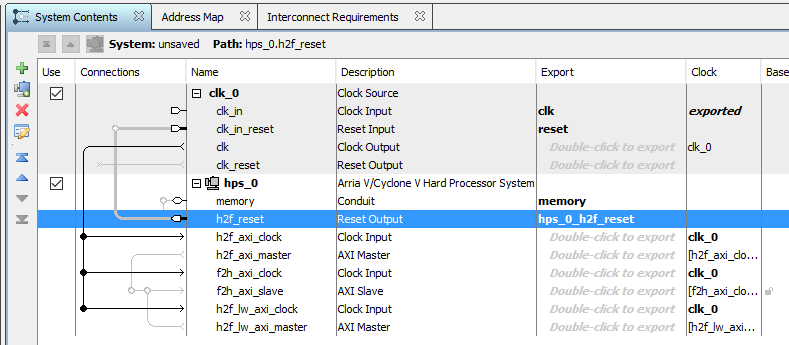 System Contents Address Map Interconnect Requirements
System: unsaved Path: hps_0.h2f_reset
Use Connections Name Description Export Clock Base
clk_0 Clock Source
clk_in Clock Input clk exported
clk_in_reset Reset Input reset
clk Clock Output Double-click to export clk_0
clk_reset Reset Output Double-click to export
hps_0 Arria V/Cyclone V Hard Processor System
memory Conduit memory
h2f_reset Reset Output hps_0_h2f_reset
h2f_axi_clock Clock Input Double-click to export clk_0
h2f_axi_master AXI Master Double-click to export [h2f_axi_clo...
f2h_axi_clock Clock Input Double-click to export clk_0
f2h_axi_slave AXI Slave Double-click to export [f2h_axi_clo...
h2f_lw_axi_clock Clock Input Double-click to export clk_0
h2f_lw_axi_master AXI Master Double-click to export [h2f_lw_axi...